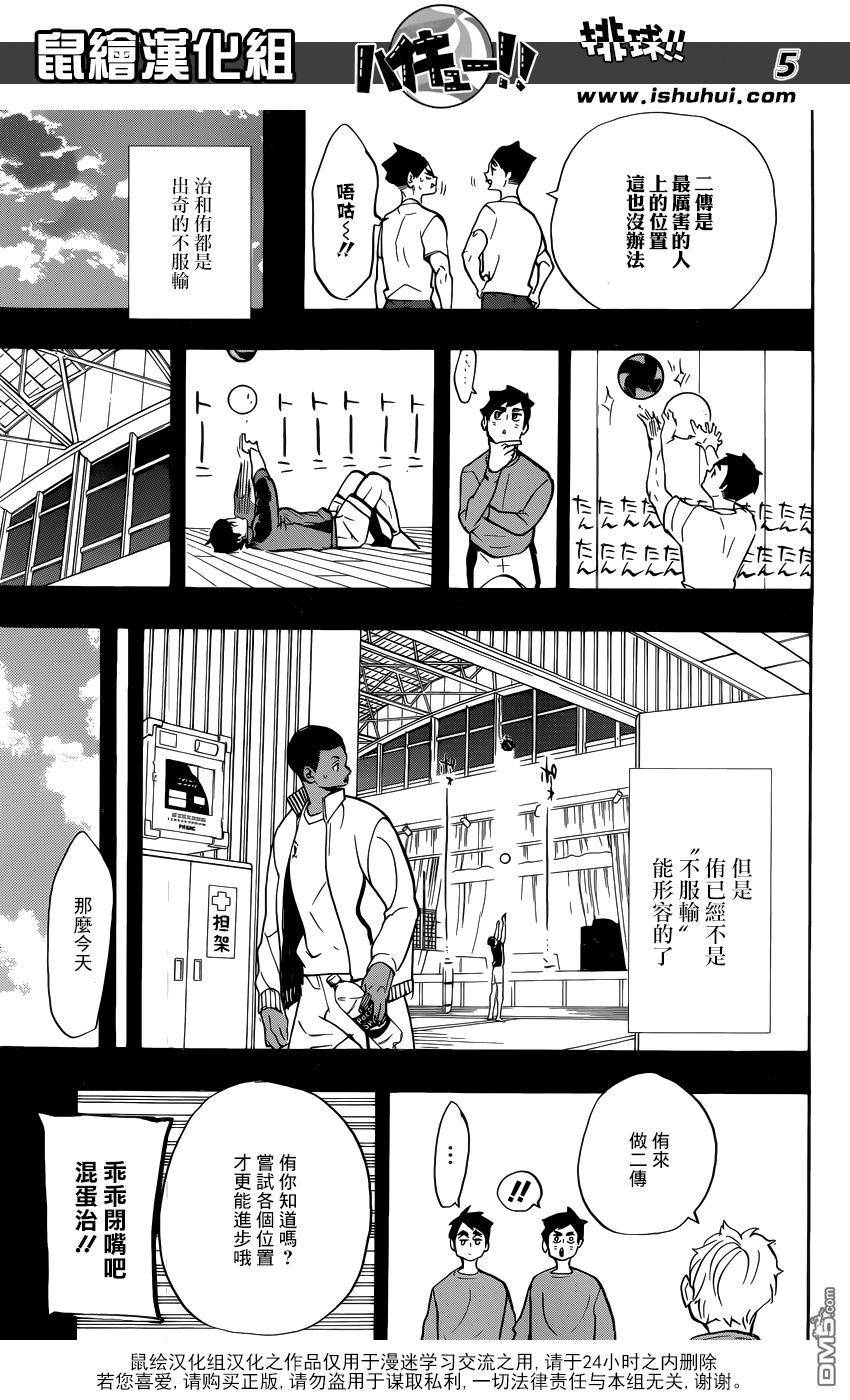 鼠繪漢化組
ハイキュー!!
排球!!
5
www.ishuhui.com
二傳是
最厲害的人
上的位置
這也沒辦法
唔咕～!!
治和侑都是
出奇的不服輸
たん たん たん たん たん
たん たん たん たん
…
トーン トーン トーン トーン トーン
但是
侑已經不是
〝不服輸〞
能形容的了
担架
那麼今天
侑來
做二傳
!!
…
侑你知道嗎?
嘗試各個位置
才更能進步哦
乖乖閉嘴吧
混蛋治!!
DM5.com
鼠绘汉化组汉化之作品仅用于漫迷学习交流之用, 请于24小时之内删除
若您喜爱, 请购买正版, 请勿盗用于谋取私利, 一切法律责任与本组无关, 谢谢。